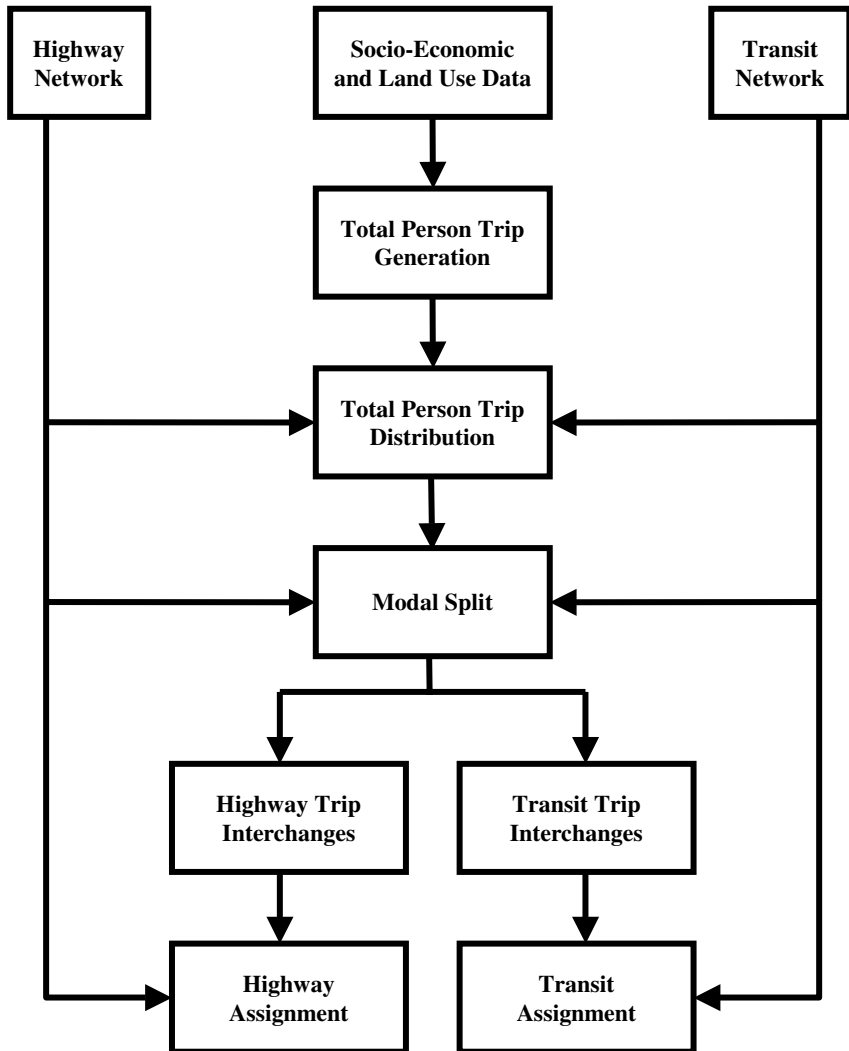 Highway
Network
Socio-Economic
and Land Use Data
Transit
Network
Total Person Trip
Generation
Total Person Trip
Distribution
Modal Split
Highway Trip
Interchanges
Transit Trip
Interchanges
Highway
Assignment
Transit
Assignment